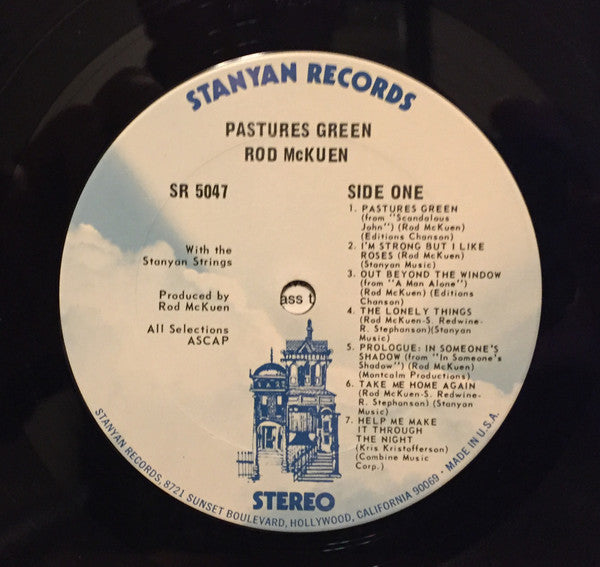 STANYAN RECORDS
PASTURES GREEN
ROD McKUEN
SR 5047
SIDE ONE
With the
Stanyan Strings
Produced by
Rod McKuen
All Selections
ASCAP
1. PASTURES GREEN
(from "Scandalous
John") (Rod McKuen)
(Editions Chanson)
2. I'M STRONG BUT I LIKE
ROSES (Rod McKuen)
(Stanyan Music)
3. OUT BEYOND THE WINDOW
(from "A Man Alone")
(Rod McKuen) (Editions
Chanson)
4. THE LONELY THINGS
(Rod McKuen-S. Redwine-
R. Stephanson)(Stanyan
Music)
5. PROLOGUE: IN SOMEONE'S
SHADOW (from "In Someone's
Shadow") (Rod McKuen)
(Montcalm Productions)
6. TAKE ME HOME AGAIN
(Rod McKuen-S. Redwine-
R. Stephanson) (Stanyan
Music)
7. HELP ME MAKE
IT THROUGH
THE NIGHT
(Kris Kristofferson)
(Combine Music
Corp.)
ass t
STEREO
STANYAN RECORDS, 8721 SUNSET BOULEVARD, HOLLYWOOD, CALIFORNIA 90069 - MADE IN U.S.A.